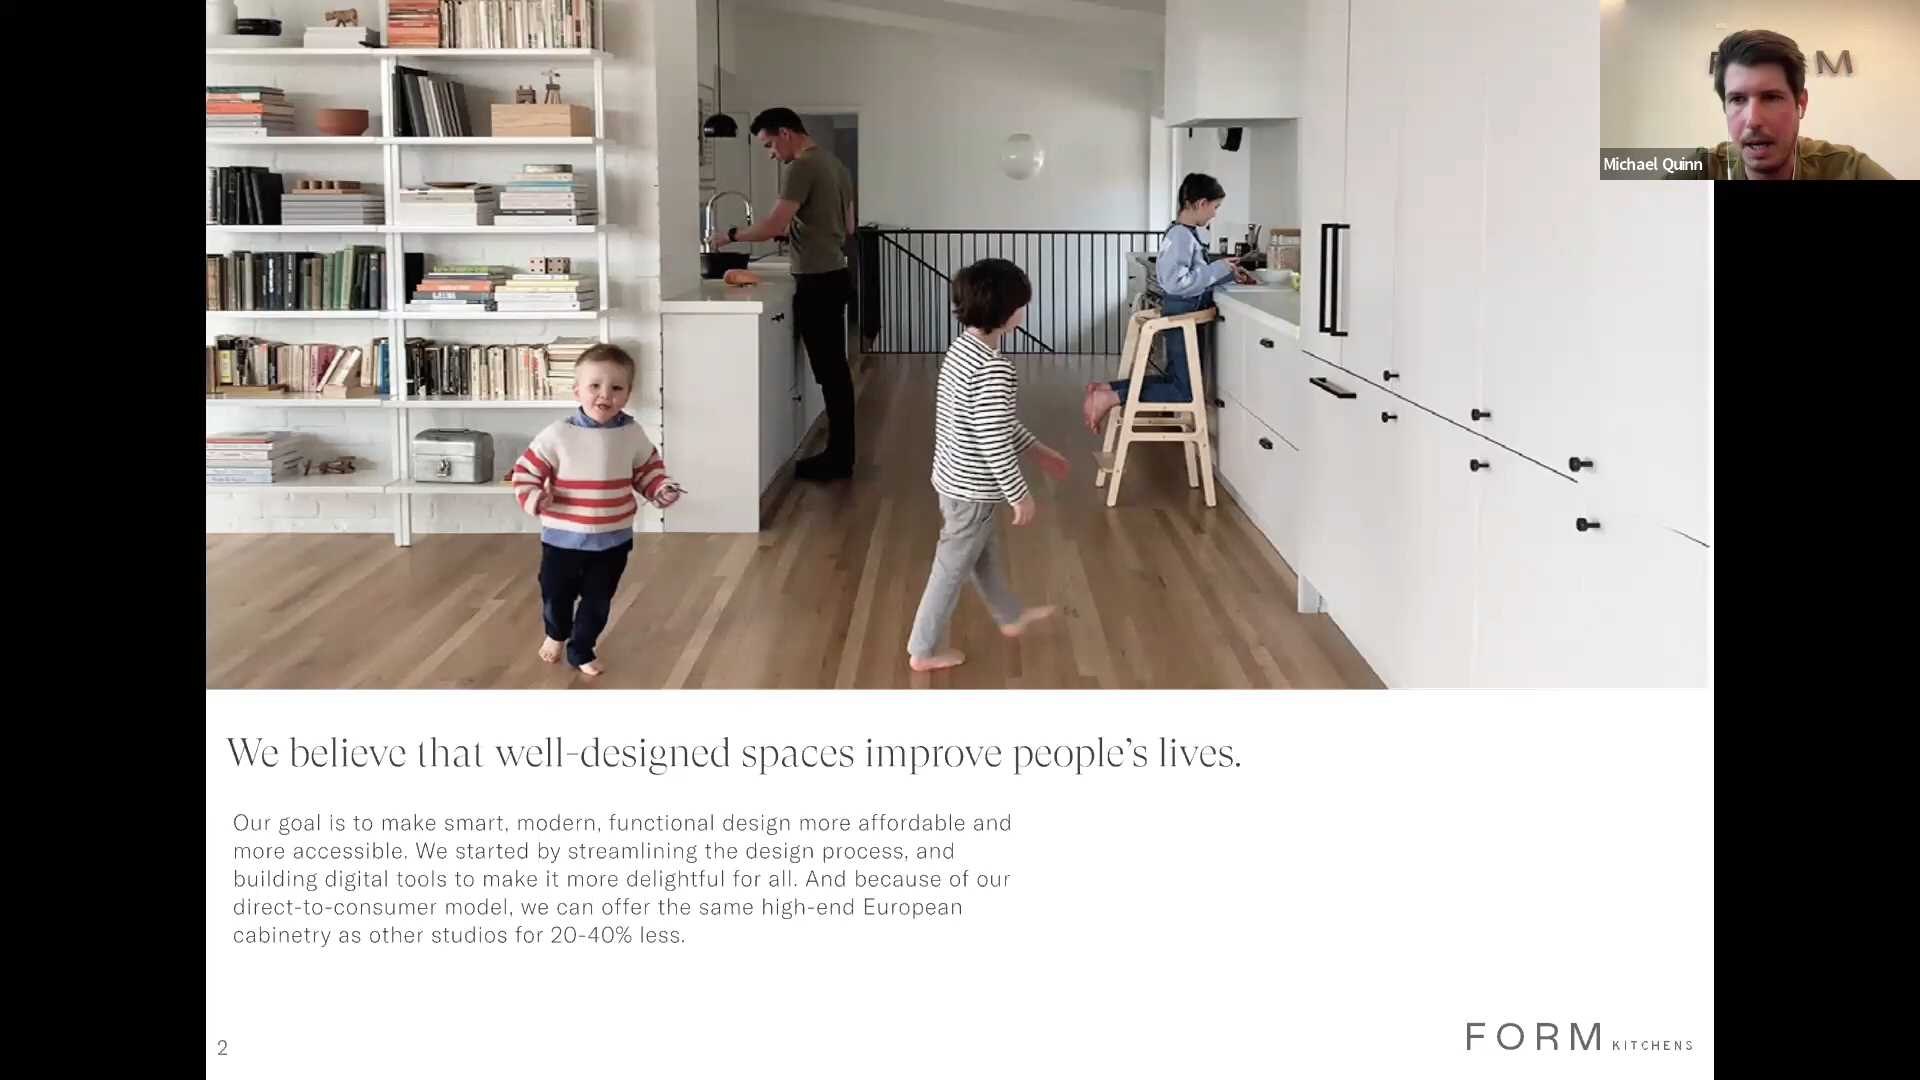 F M
Michael Quinn
We believe that well-designed spaces improve people's lives.
Our goal is to make smart, modern, functional design more affordable and
more accessible. We started by streamlining the design process, and
building digital tools to make it more delightful for all. And because of our
direct-to-consumer model, we can offer the same high-end European
cabinetry as other studios for 20-40% less.
2
FORM KITCHENS